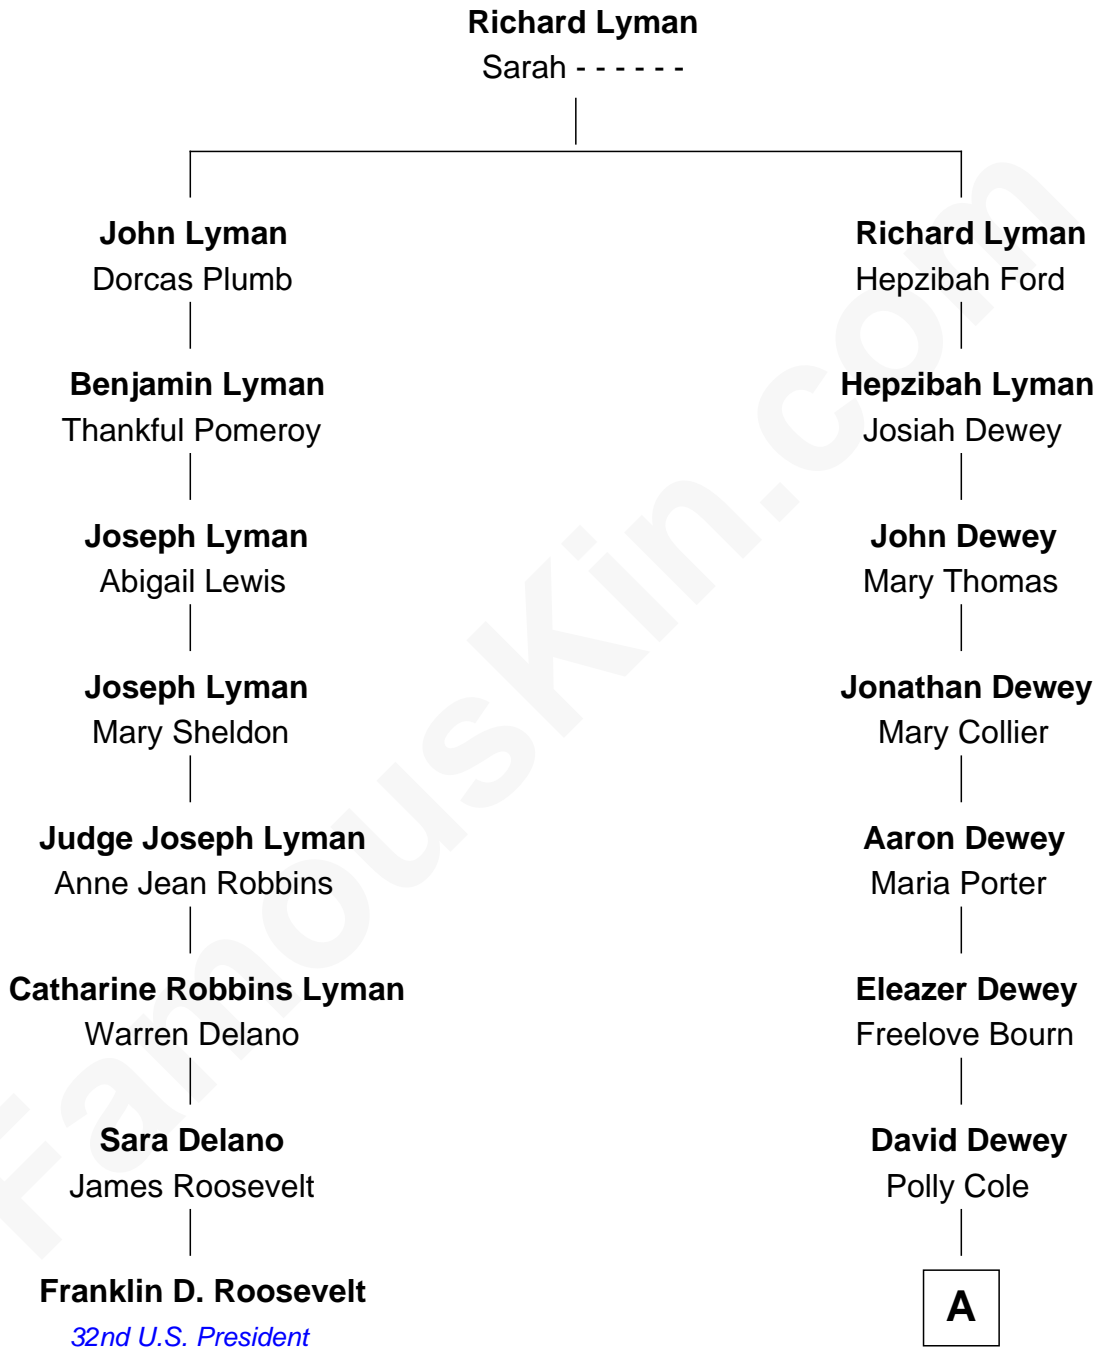 Richard Lyman
Sarah - - - - - -
John Lyman
Dorcas Plumb
Richard Lyman
Hepzibah Ford
Benjamin Lyman
Thankful Pomeroy
Hepzibah Lyman
Josiah Dewey
Joseph Lyman
Abigail Lewis
John Dewey
Mary Thomas
Joseph Lyman
Mary Sheldon
Jonathan Dewey
Mary Collier
Judge Joseph Lyman
Anne Jean Robbins
Aaron Dewey
Maria Porter
Catharine Robbins Lyman
Warren Delano
Eleazer Dewey
Freelove Bourn
Sara Delano
James Roosevelt
David Dewey
Polly Cole
Franklin D. Roosevelt
32nd U.S. President
A
FamousKin.com